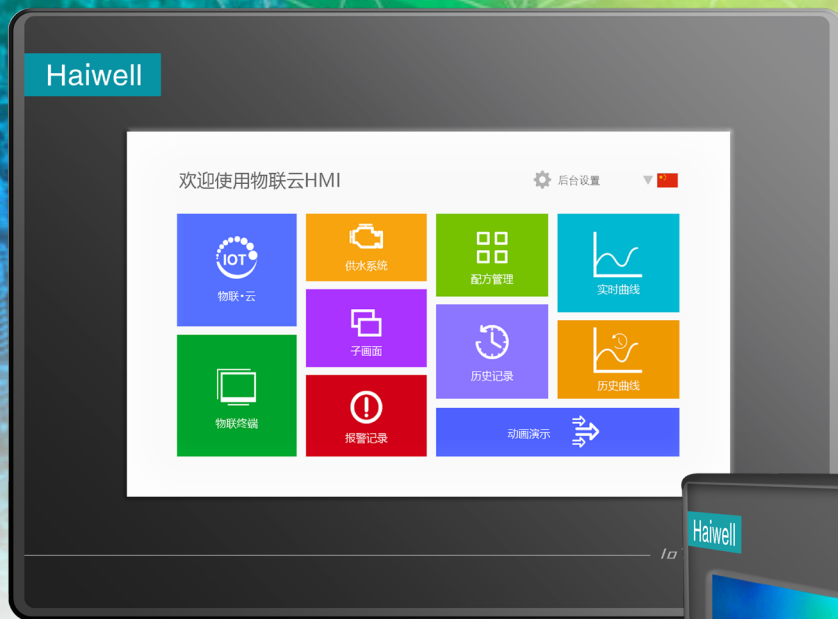 Haiwell
欢迎使用物联云HMI
后台设置
IOT
物联·云
供水系统
配方管理
实时曲线
子画面
历史记录
历史曲线
物联终端
报警记录
动画演示
Haiwell